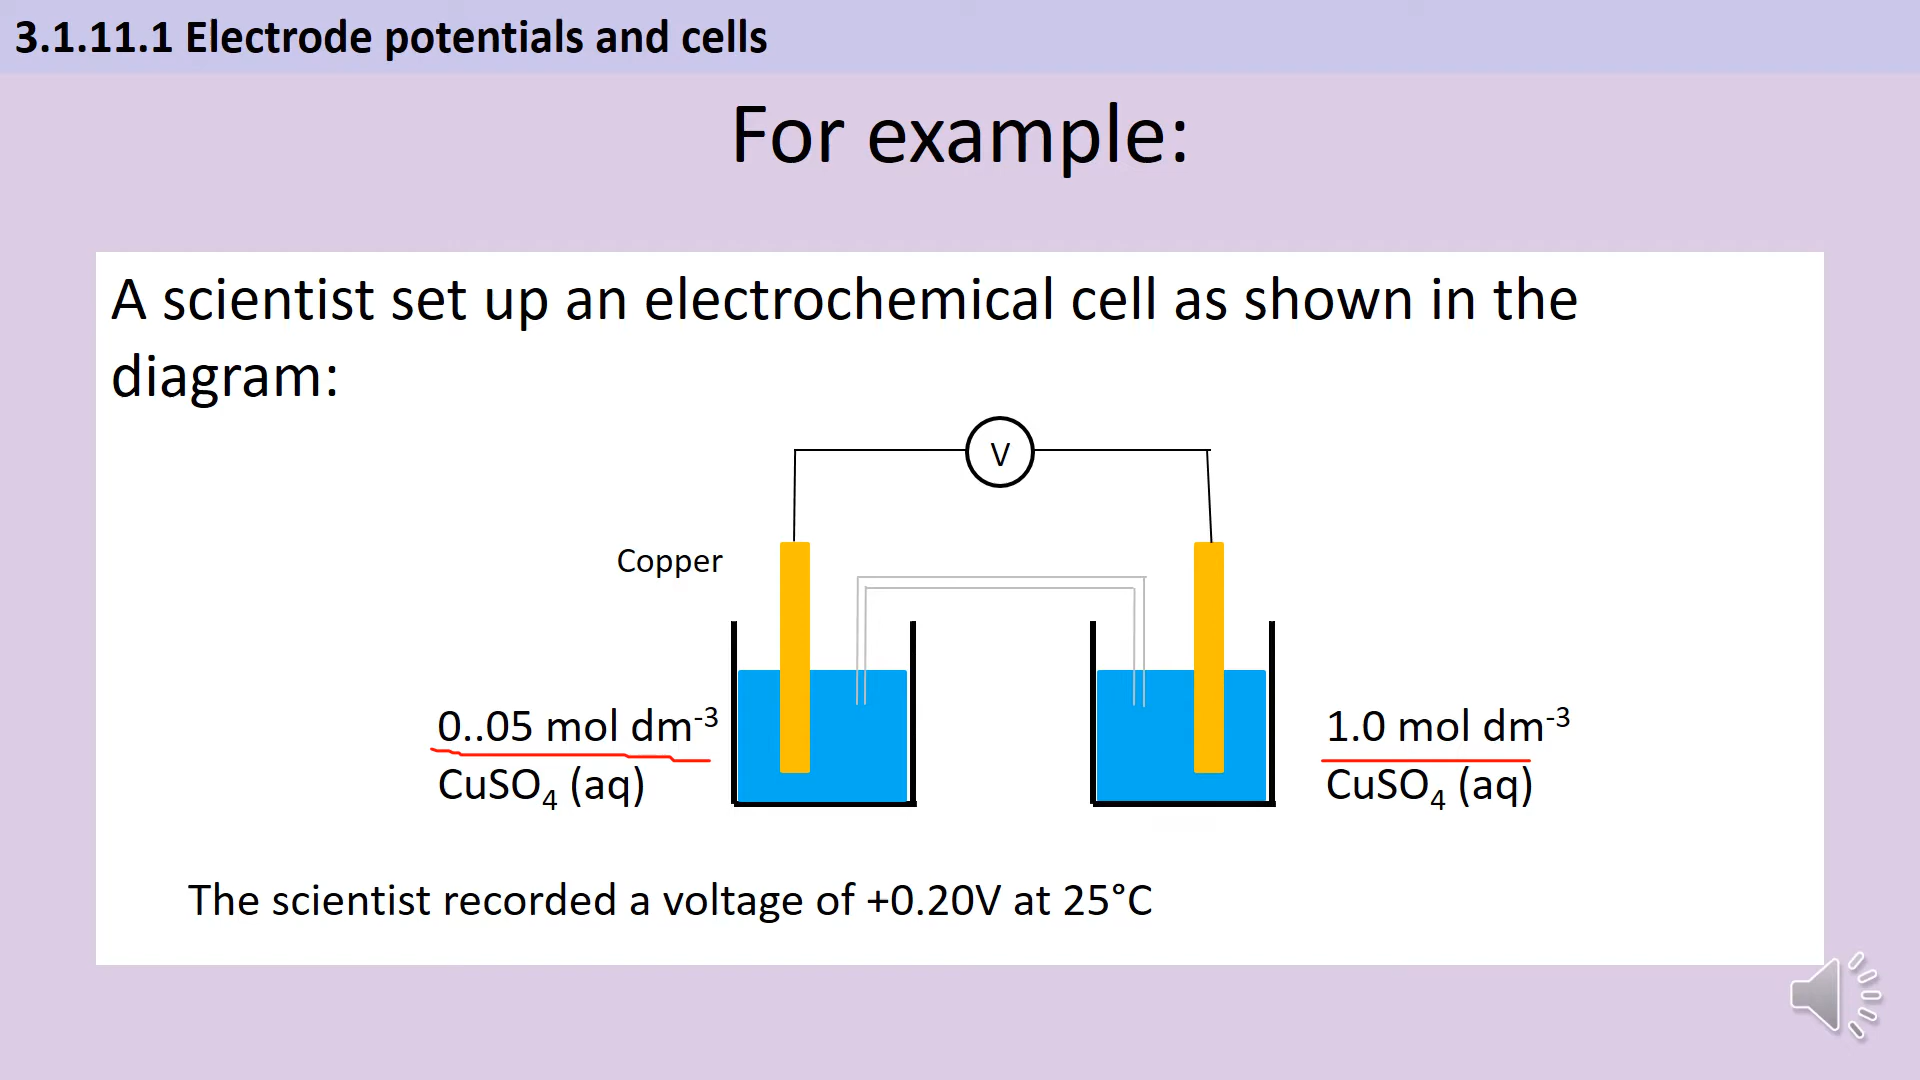 3.1.11.1 Electrode potentials and cells
For example:
A scientist set up an electrochemical cell as shown in the
diagram:
V
Copper
0..05 mol dm⁻³
CuSO₄ (aq)
1.0 mol dm⁻³
CuSO₄ (aq)
The scientist recorded a voltage of +0.20V at 25°C